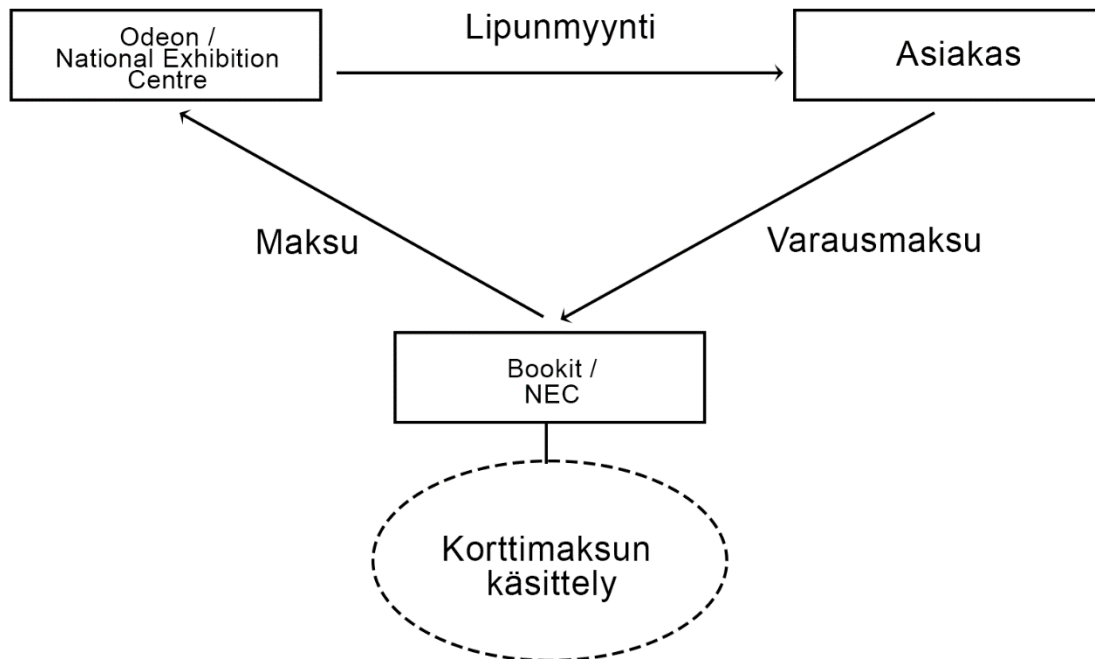 Odeon /
National Exhibition
Centre
Lipunmyynti
Asiakas
Maksu
Varausmaksu
Bookit /
NEC
Korttimaksun
käsittely